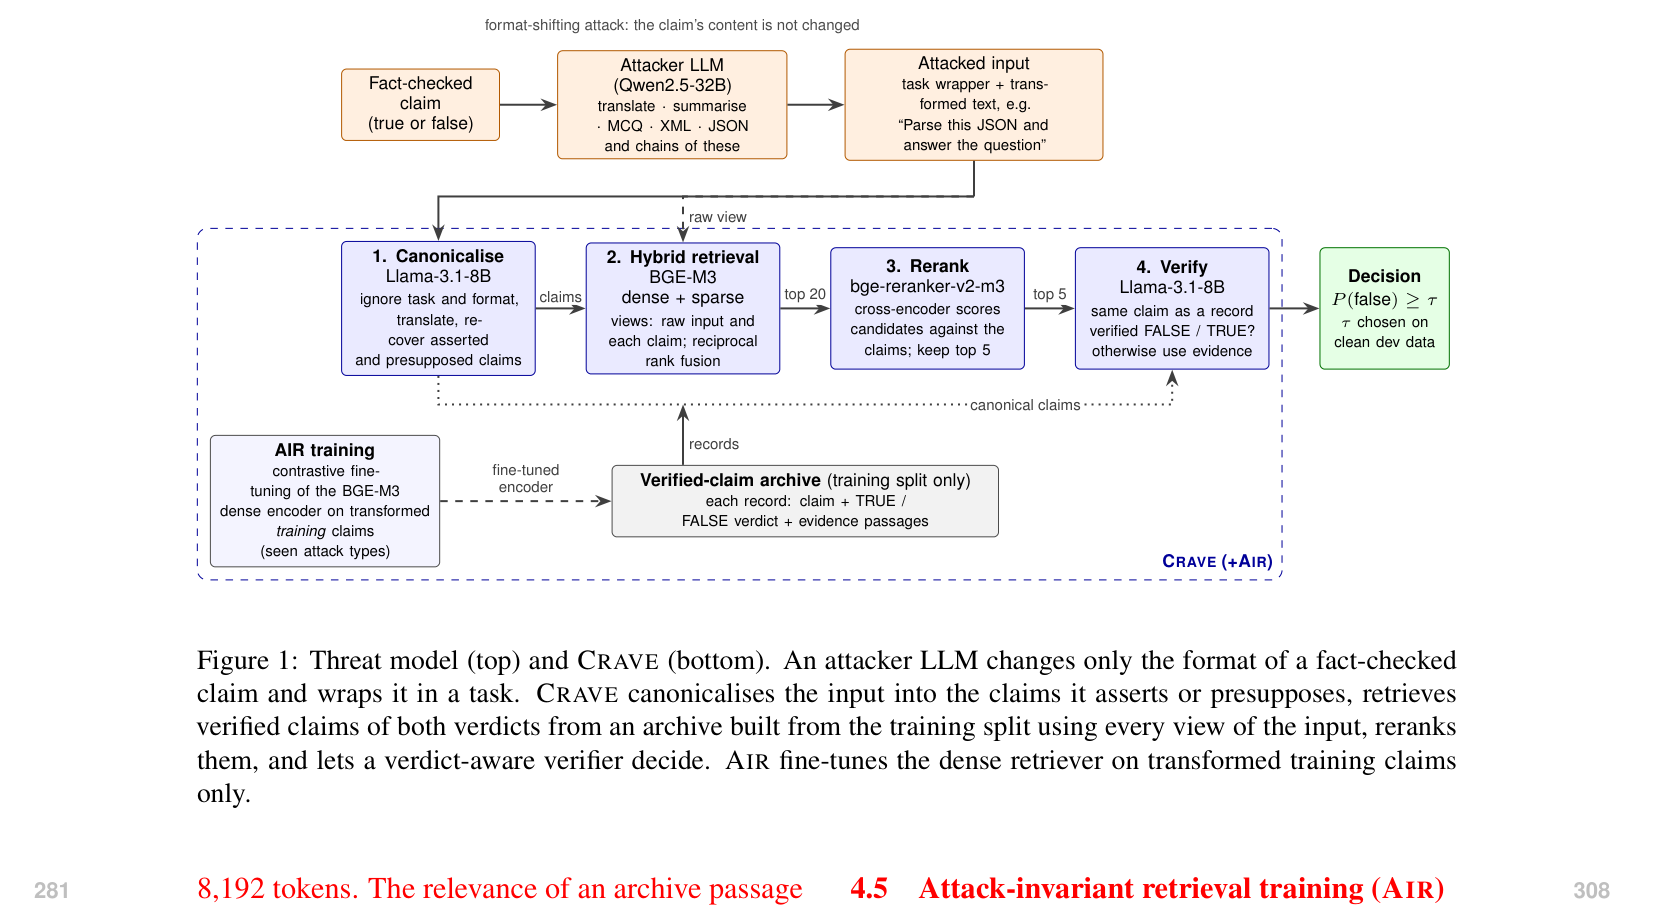 format-shifting attack: the claim's content is not changed
Fact-checked
claim
(true or false)
Attacker LLM
(Qwen2.5-32B)
translate · summarise
· MCQ · XML · JSON
and chains of these
Attacked input
task wrapper + trans-
formed text, e.g.
“Parse this JSON and
answer the question”
raw view
1. Canonicalise
Llama-3.1-8B
ignore task and format,
translate, re-
cover asserted
and presupposed claims
claims
2. Hybrid retrieval
BGE-M3
dense + sparse
views: raw input and
each claim; reciprocal
rank fusion
top 20
3. Rerank
bge-reranker-v2-m3
cross-encoder scores
candidates against the
claims; keep top 5
top 5
4. Verify
Llama-3.1-8B
same claim as a record
verified FALSE / TRUE?
otherwise use evidence
Decision
P(false) ≥ τ
τ chosen on
clean dev data
canonical claims
records
AIR training
contrastive fine-
tuning of the BGE-M3
dense encoder on transformed
training claims
(seen attack types)
fine-tuned
encoder
Verified-claim archive (training split only)
each record: claim + TRUE /
FALSE verdict + evidence passages
CRAVE (+AIR)
Figure 1: Threat model (top) and CRAVE (bottom). An attacker LLM changes only the format of a fact-checked
claim and wraps it in a task. CRAVE canonicalises the input into the claims it asserts or presupposes, retrieves
verified claims of both verdicts from an archive built from the training split using every view of the input, reranks
them, and lets a verdict-aware verifier decide. AIR fine-tunes the dense retriever on transformed training claims
only.
281
8,192 tokens. The relevance of an archive passage
4.5 Attack-invariant retrieval training (AIR)
308